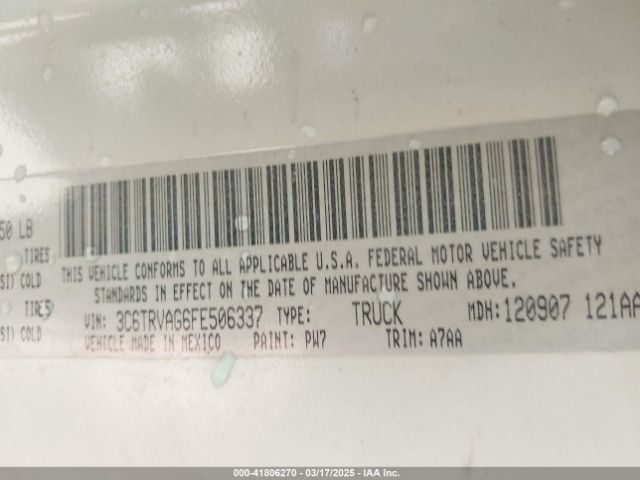 50 LB
TIRES
SI) COLD
TIRES
SI) COLD
THIS VEHICLE CONFORMS TO ALL APPLICABLE U.S.A. FEDERAL MOTOR VEHICLE SAFETY
STANDARDS IN EFFECT ON THE DATE OF MANUFACTURE SHOWN ABOVE.
VIN: 3C6TRVAG6FE506337 TYPE: TRUCK MDH:120907 121AA
VEHICLE MADE IN MEXICO PAINT: PW7 TRIM: A7AA
000-41806270 - 03/17/2025 - IAA Inc.